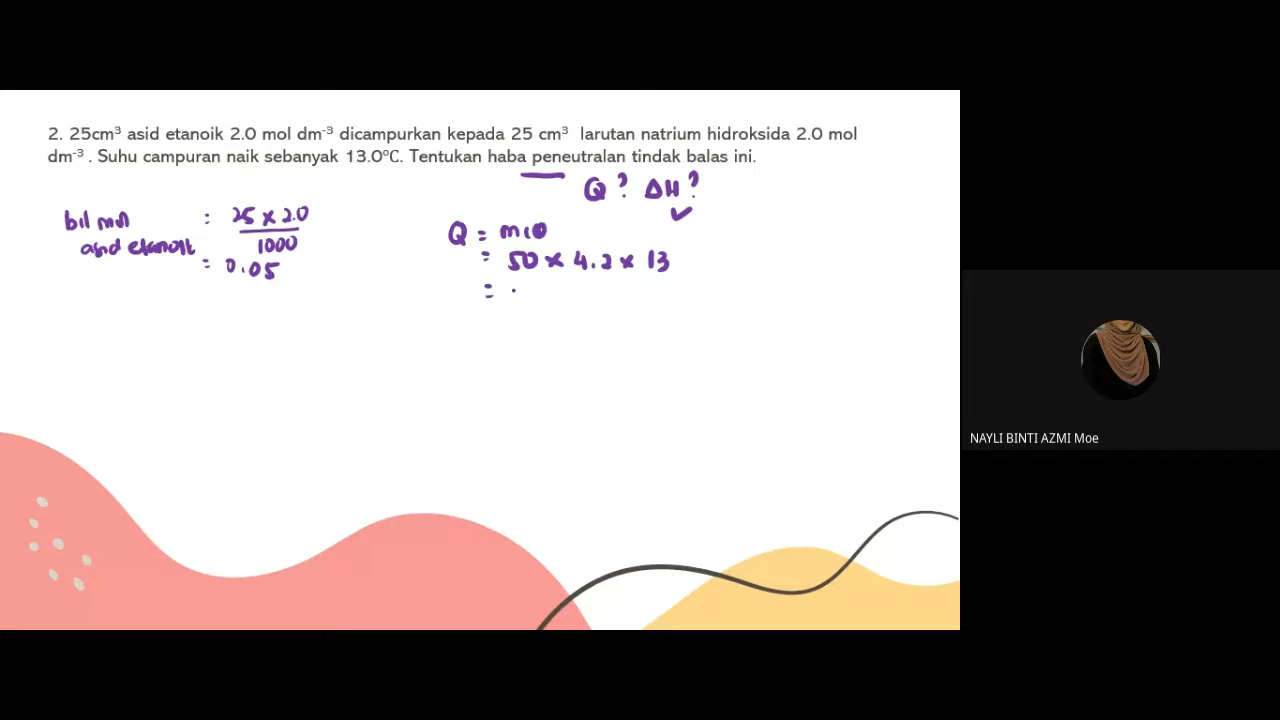 2. 25cm³ asid etanoik 2.0 mol dm⁻³ dicampurkan kepada 25 cm³ larutan natrium hidroksida 2.0 mol
dm⁻³ . Suhu campuran naik sebanyak 13.0°C. Tentukan haba peneutralan tindak balas ini.
Q ? ΔH ?
✓
bil mol
asid etanoik : 25 × 2.0
1000
= 0.05
Q = mcθ
= 50 × 4.2 × 13
=
NAYLI BINTI AZMI Moe